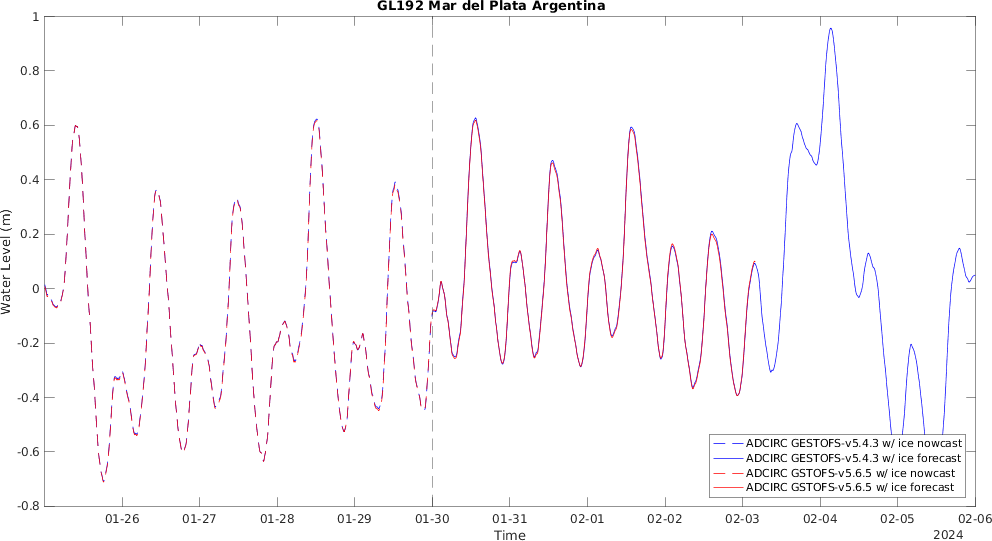 GL192 Mar del Plata Argentina
Water Level (m)
1
0.8
0.6
0.4
0.2
0
-0.2
-0.4
-0.6
-0.8
ADCIRC GESTOFS-v5.4.3 w/ ice nowcast
ADCIRC GESTOFS-v5.4.3 w/ ice forecast
ADCIRC GSTOFS-v5.6.5 w/ ice nowcast
ADCIRC GSTOFS-v5.6.5 w/ ice forecast
01-26 01-27 01-28 01-29 01-30 01-31 02-01 02-02 02-03 02-04 02-05 02-06
Time
2024